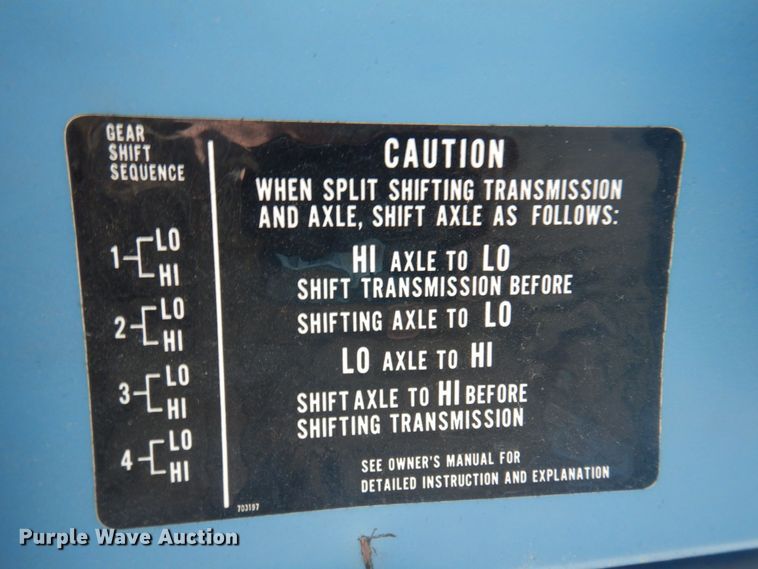 GEAR
SHIFT
SEQUENCE
1 LO
HI
2 LO
HI
3 LO
HI
4 LO
HI
CAUTION
WHEN SPLIT SHIFTING TRANSMISSION
AND AXLE, SHIFT AXLE AS FOLLOWS:
HI AXLE TO LO
SHIFT TRANSMISSION BEFORE
SHIFTING AXLE TO LO
LO AXLE TO HI
SHIFT AXLE TO HI BEFORE
SHIFTING TRANSMISSION
SEE OWNER'S MANUAL FOR
DETAILED INSTRUCTION AND EXPLANATION
703197
Purple Wave Auction